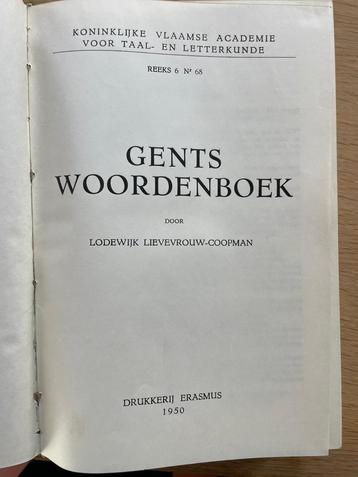 KONINKLIJKE VLAAMSE ACADEMIE
VOOR TAAL- EN LETTERKUNDE
REEKS 6 Nr 68
GENTS
WOORDENBOEK
DOOR
LODEWIJK LIEVEVROUW-COOPMAN
DRUKKERIJ ERASMUS
1950